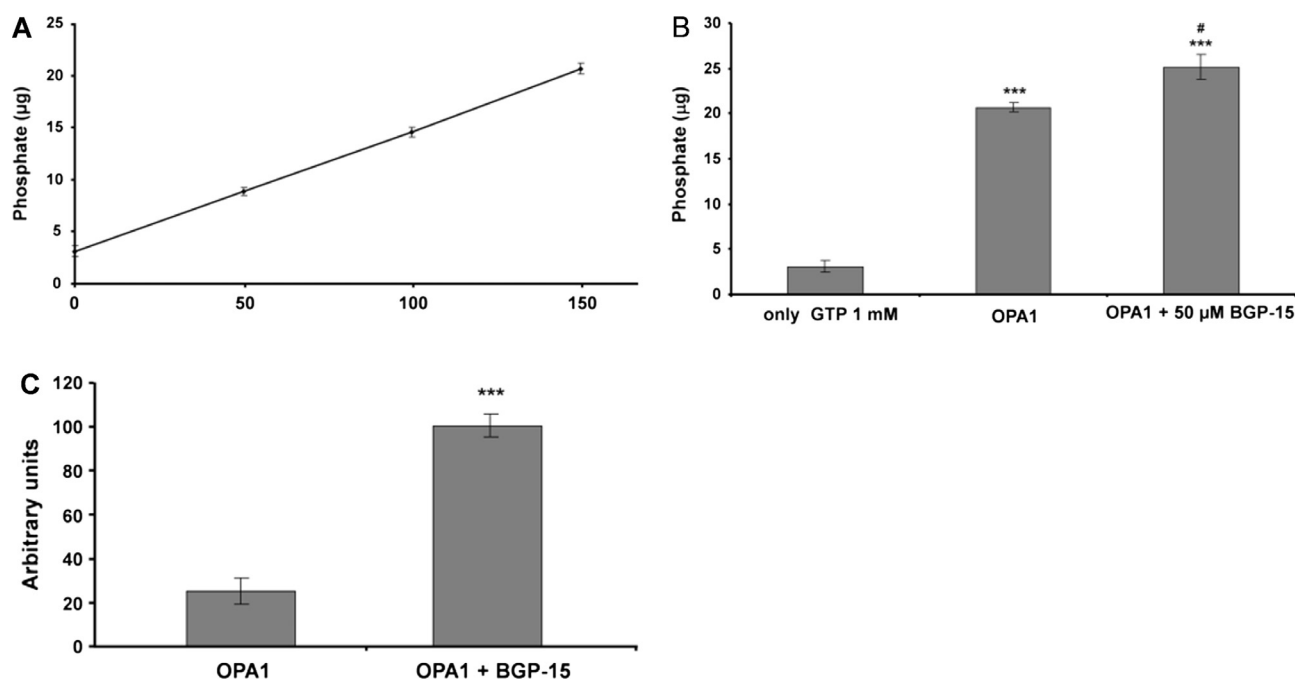 A
25
20
15
10
5
0
Phosphate (µg)
0 50 100 150
B
30
25
20
15
10
5
0
Phosphate (µg)
#
***
***
only GTP 1 mM OPA1 OPA1 + 50 µM BGP-15
C
120
100
80
60
40
20
0
Arbitrary units
***
OPA1 OPA1 + BGP-15